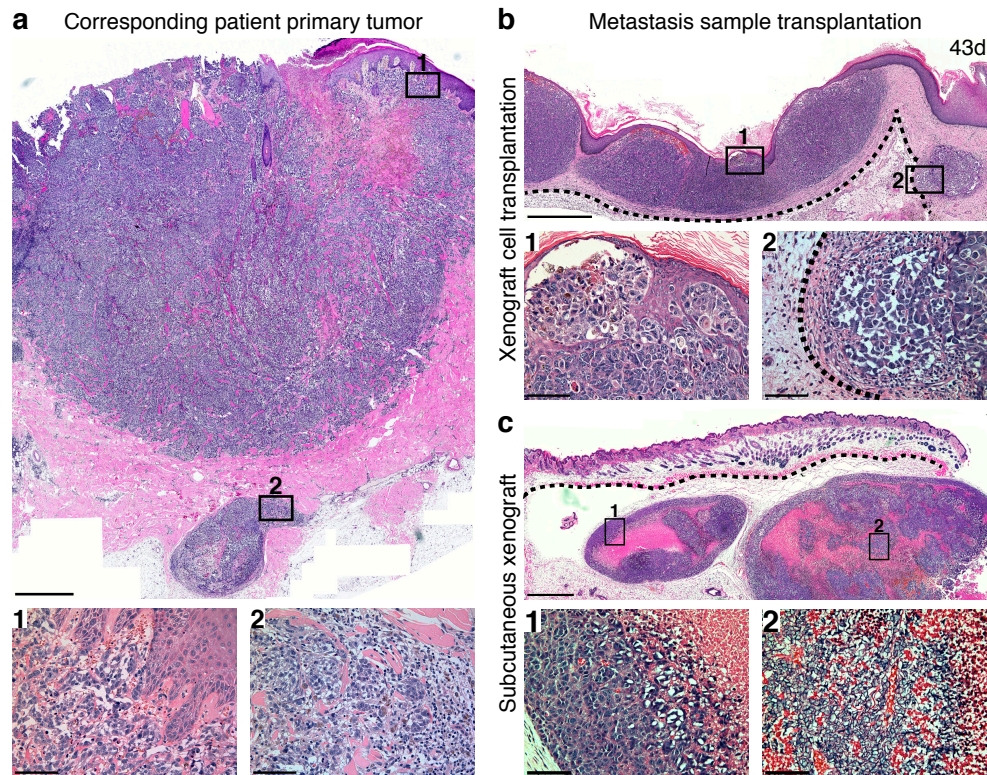 a Corresponding patient primary tumor
1
2
1
2
b Metastasis sample transplantation
Xenograft cell transplantation
43d
1
2
1
2
c
Subcutaneous xenograft
1
2
1
2